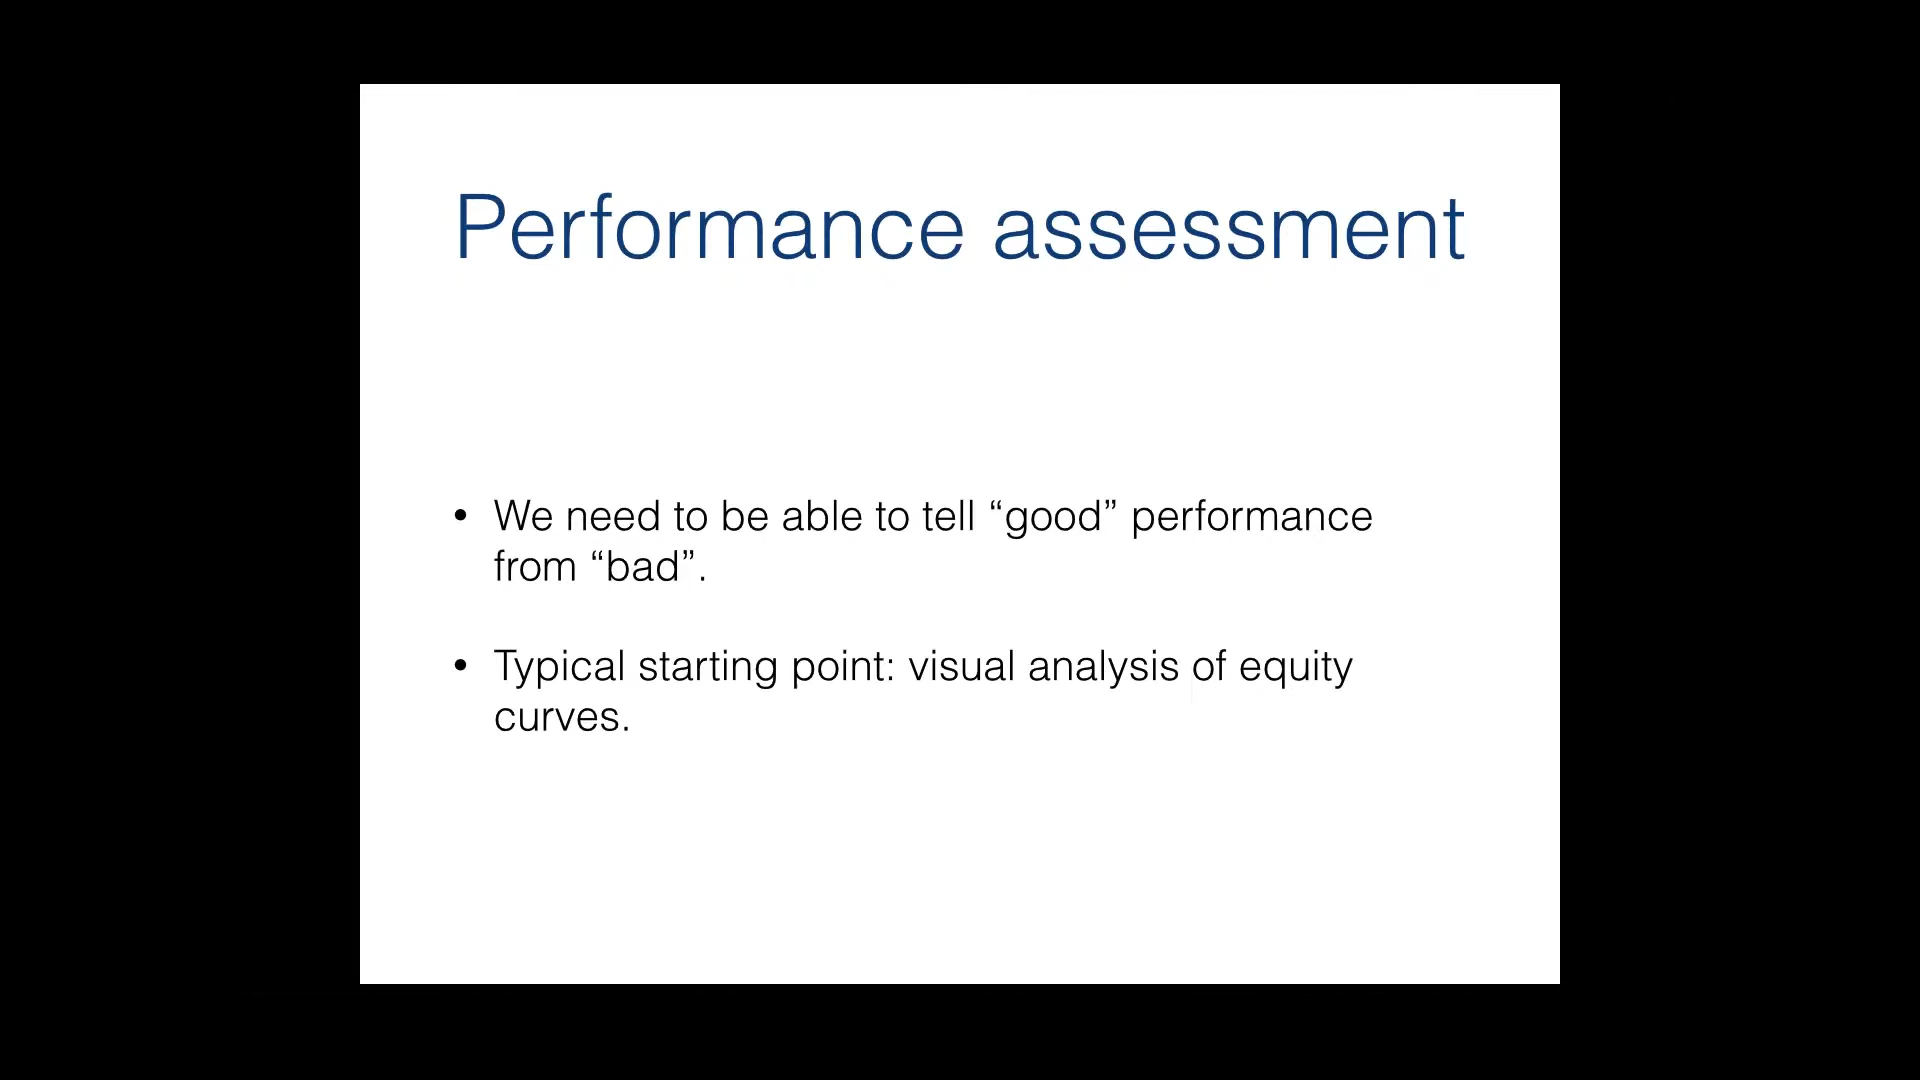 Performance assessment
• We need to be able to tell “good” performance
from “bad”.
• Typical starting point: visual analysis of equity
curves.